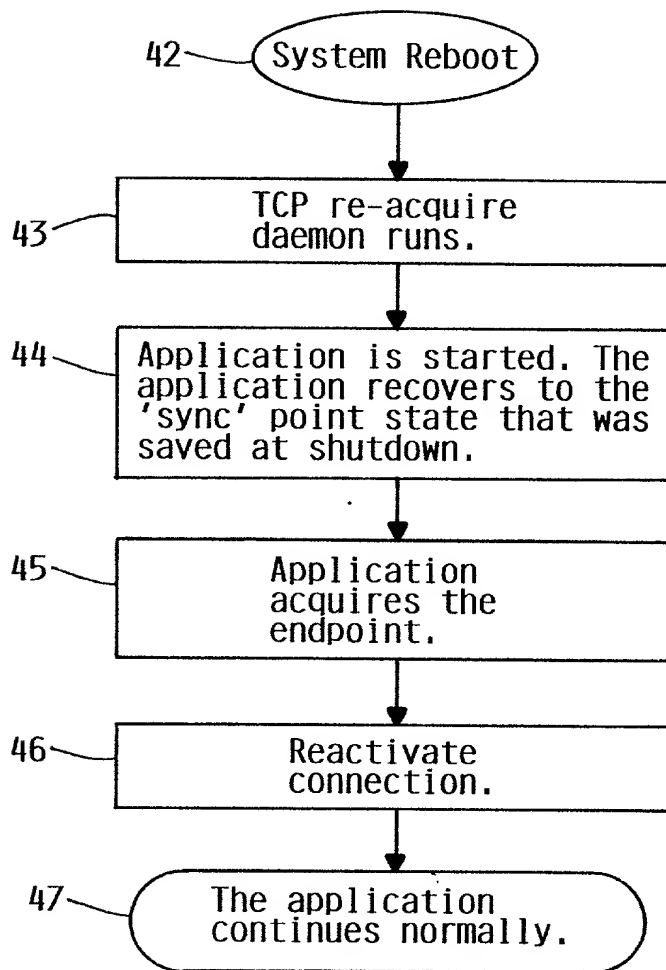 42 System Reboot
43 TCP re-acquire
daemon runs.
44 Application is started. The
application recovers to the
'sync' point state that was
saved at shutdown.
45 Application
acquires the
endpoint.
46 Reactivate
connection.
47 The application
continues normally.